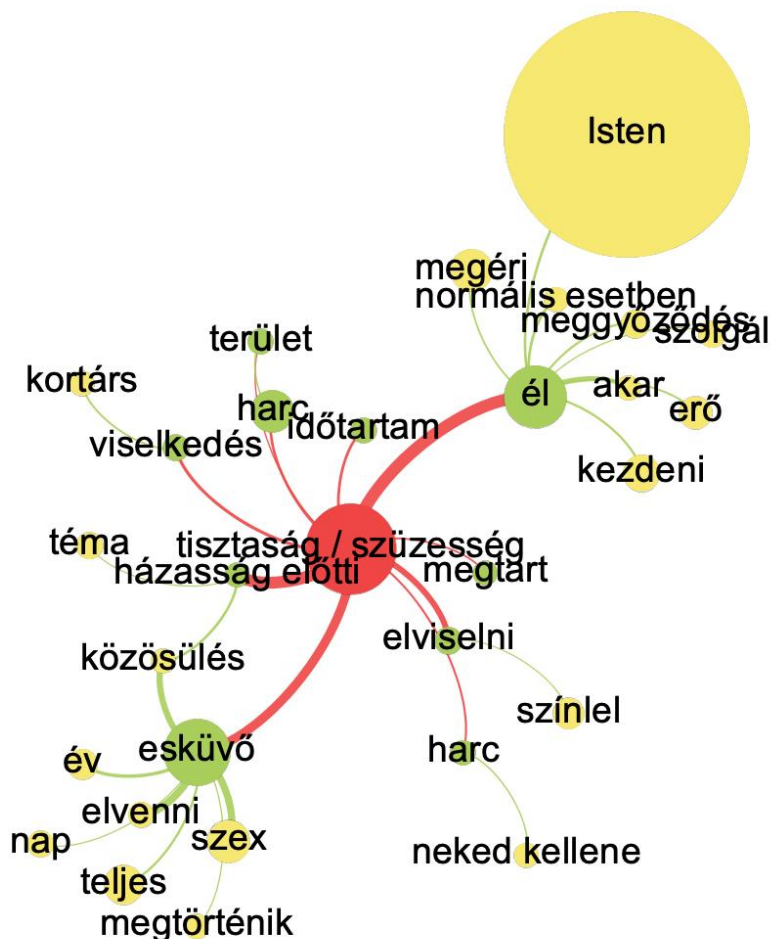 Isten
megéri
normális esetben
meggyőződés
szolgál
terület
kortárs
akar
él
harc
erő
időtartam
viselkedés
kezdeni
téma
tisztaság / szüzesség
házasság előtti
megtart
elviselni
közösülés
színlel
esküvő
harc
év
elvenni
nap
szex
neked kellene
teljes
megtörténik